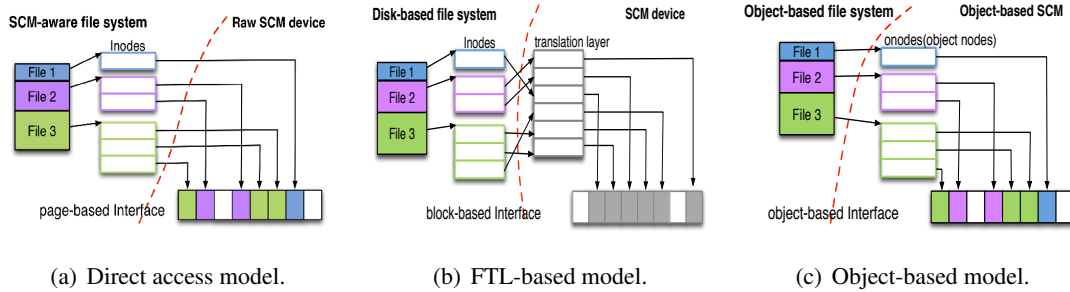 SCM-aware file system
Raw SCM device
Inodes
File 1
File 2
File 3
page-based Interface
(a) Direct access model.
Disk-based file system
SCM device
Inodes
translation layer
File 1
File 2
File 3
block-based Interface
(b) FTL-based model.
Object-based file system
Object-based SCM
onodes(object nodes)
File 1
File 2
File 3
object-based Interface
(c) Object-based model.